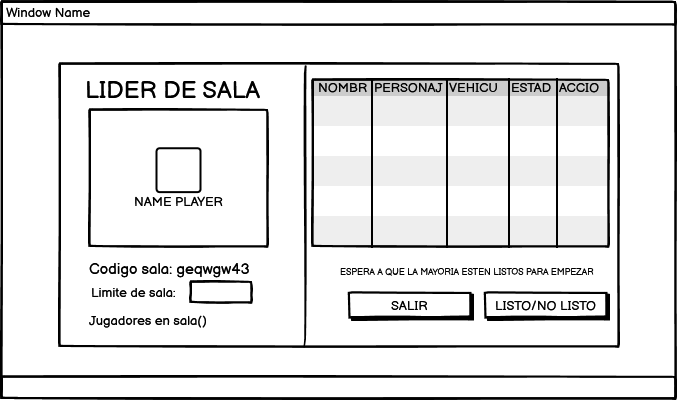 Window Name
LIDER DE SALA
NAME PLAYER
Codigo sala: geqwgw43
Limite de sala:
Jugadores en sala()
NOMBR PERSONAJ VEHICU ESTAD ACCIO
ESPERA A QUE LA MAYORIA ESTEN LISTOS PARA EMPEZAR
SALIR LISTO/NO LISTO